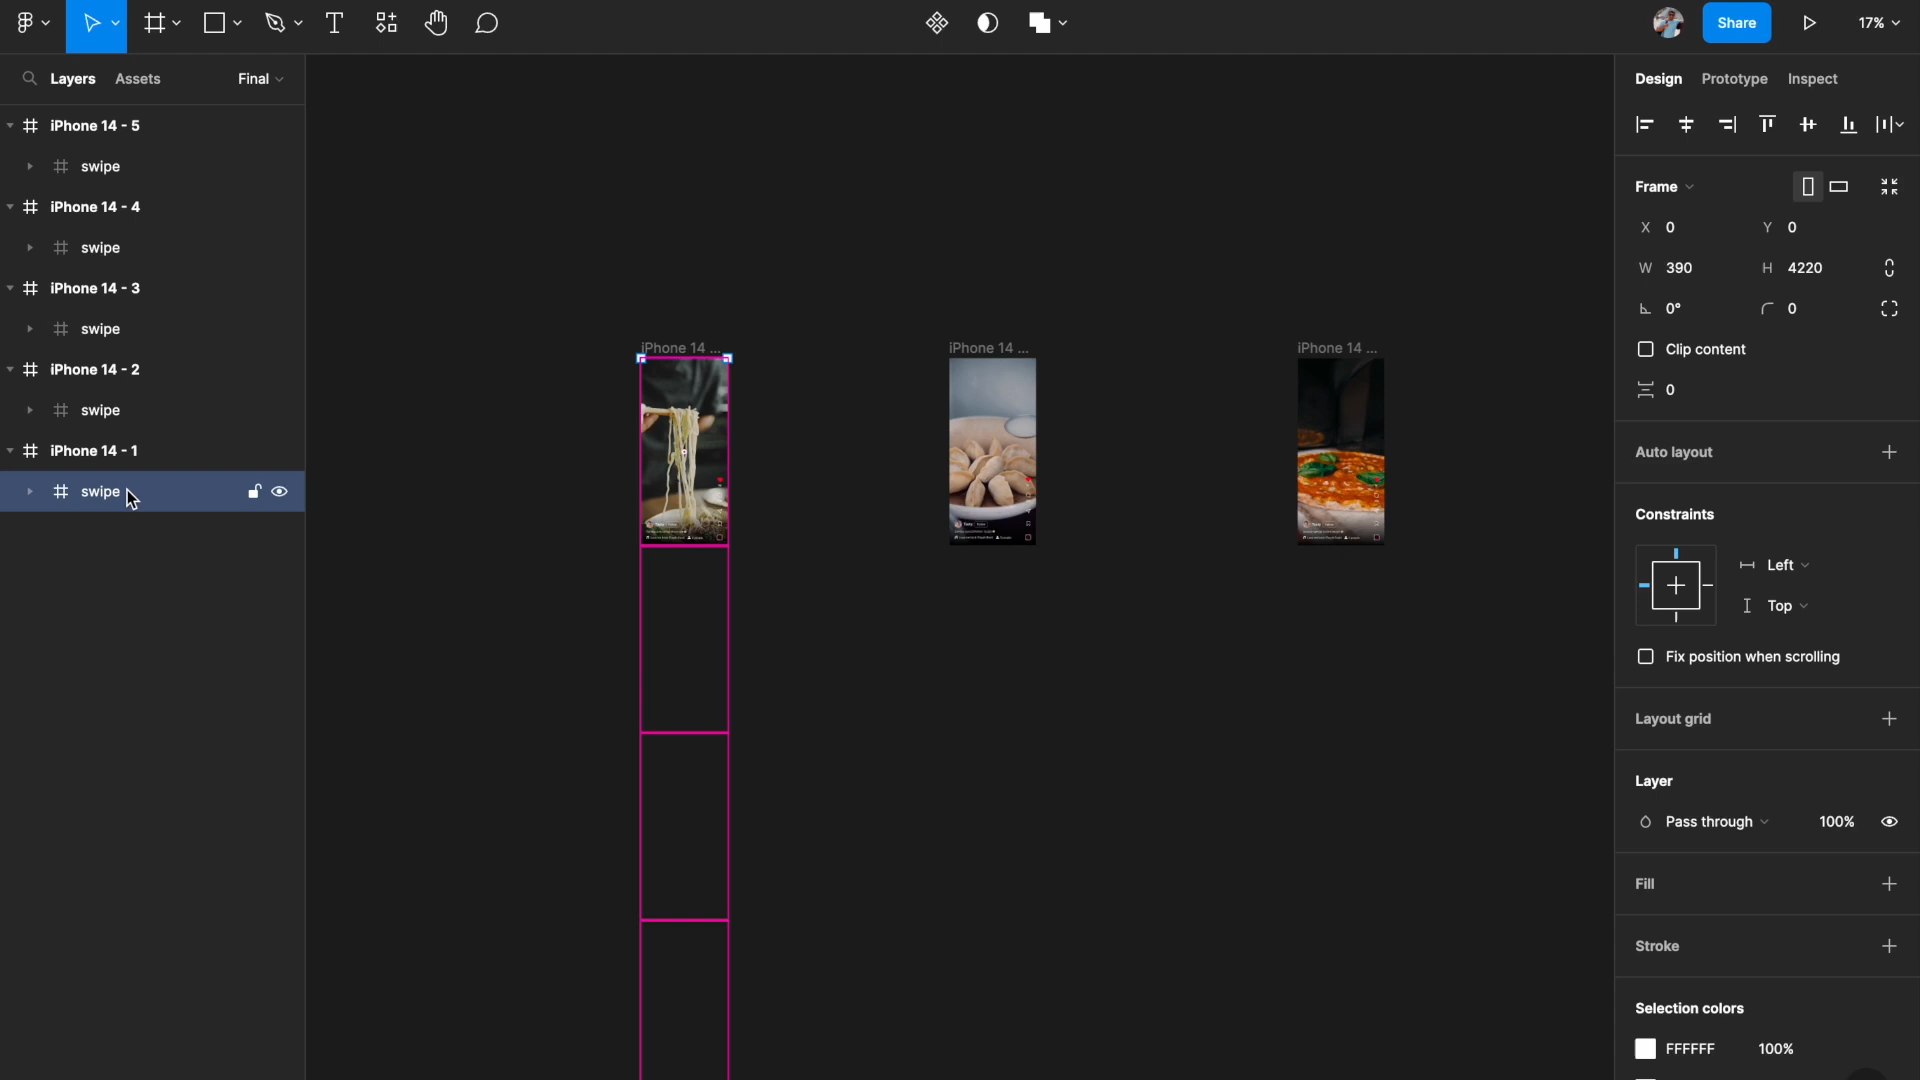 Share
17%
Layers
Assets
Final
iPhone 14 - 5
swipe
iPhone 14 - 4
swipe
iPhone 14 - 3
swipe
iPhone 14 - 2
swipe
iPhone 14 - 1
swipe
iPhone 14 ...
iPhone 14 ...
iPhone 14 ...
Design
Prototype
Inspect
Frame
X 0
Y 0
W 390
H 4220
0°
0
Clip content
0
Auto layout
Constraints
Left
Top
Fix position when scrolling
Layout grid
Layer
Pass through
100%
Fill
Stroke
Selection colors
FFFFFF
100%